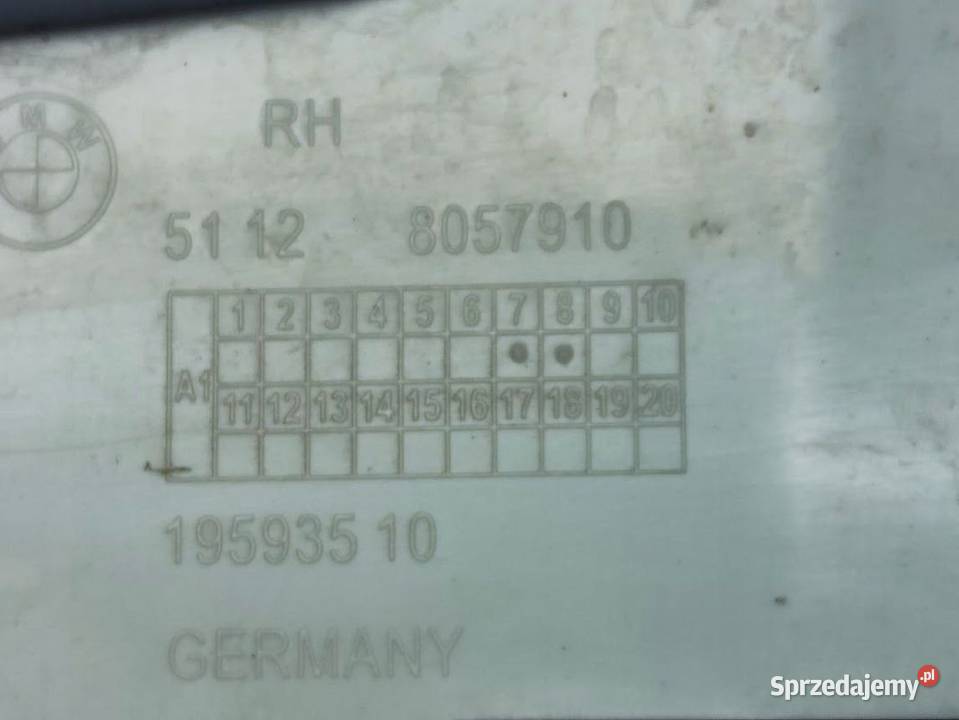 BMW
RH
51 12 8057910
1 2 3 4 5 6 7 8 9 10
A1
11 12 13 14 15 16 17 18 19 20
195935 10
GERMANY
Sprzedajemy.pl